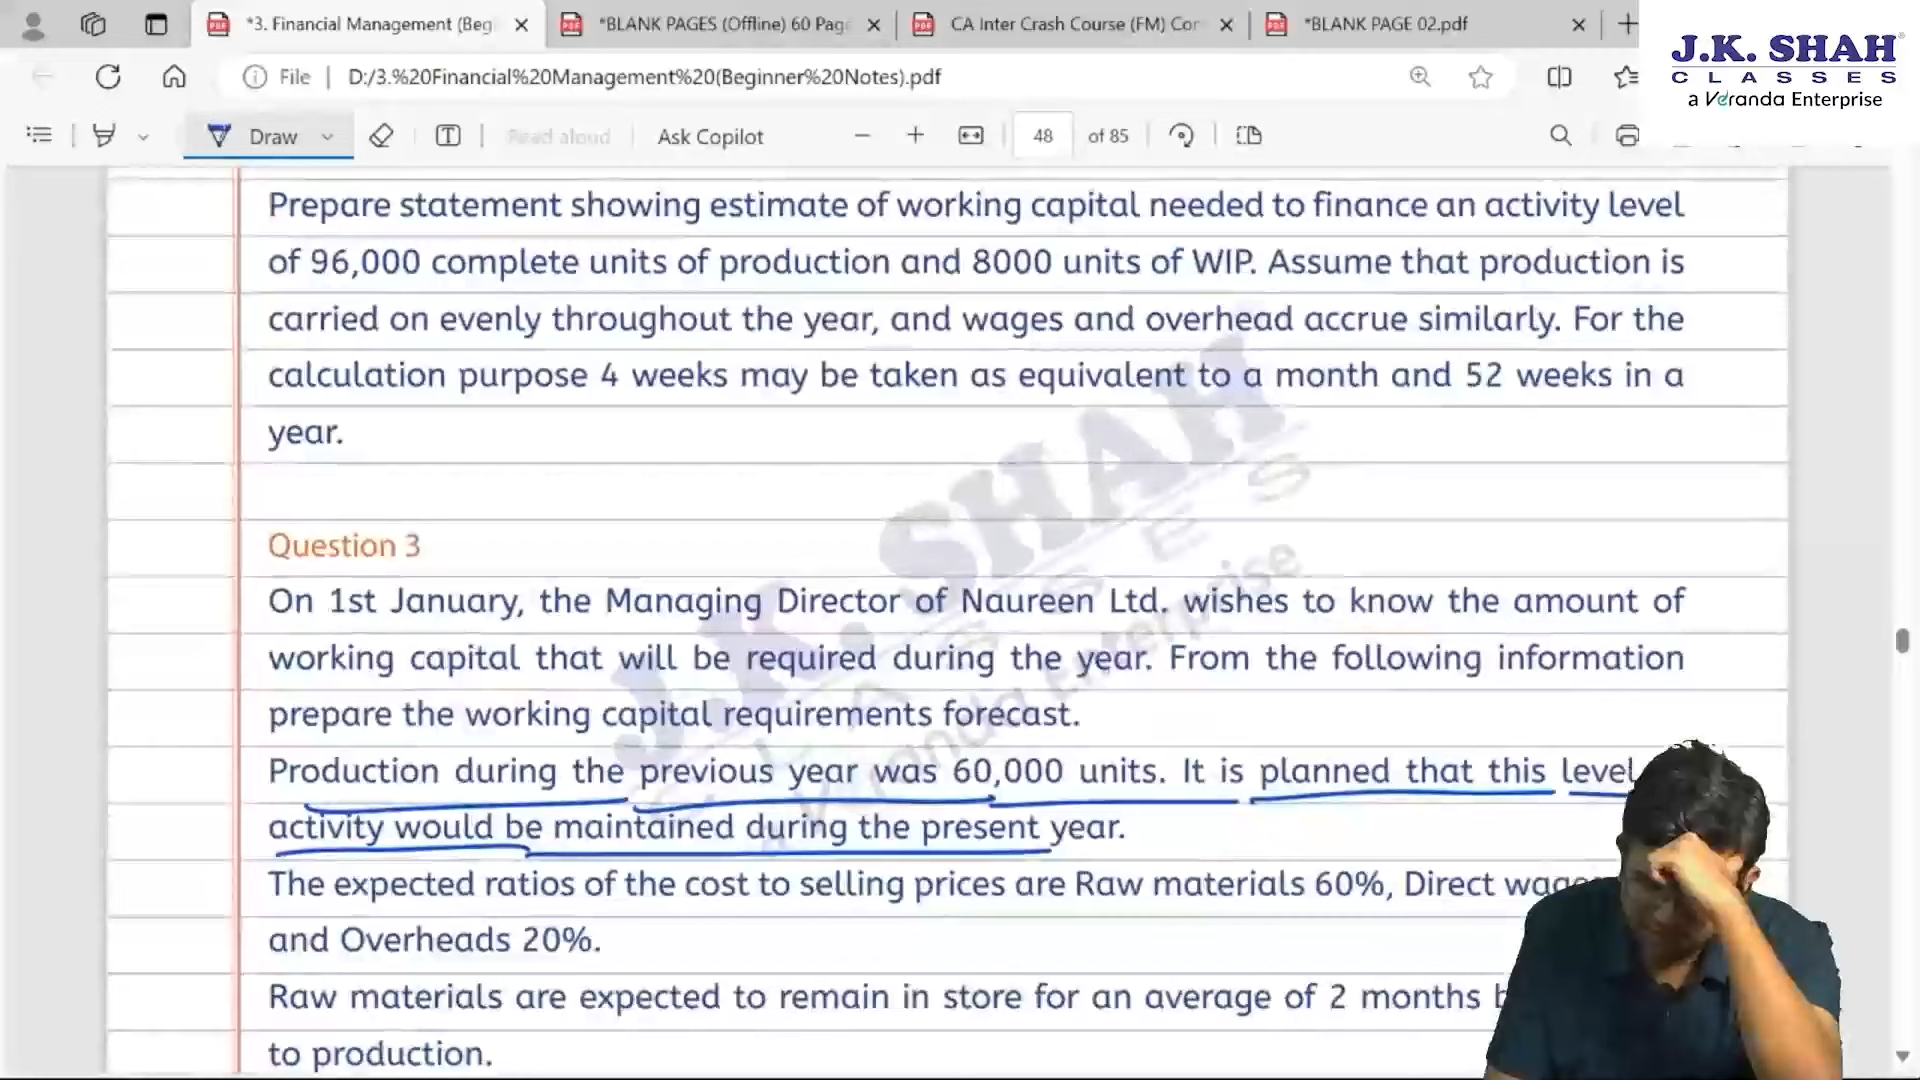 *3. Financial Management (Beg
*BLANK PAGES (Offline) 60 Page
CA Inter Crash Course (FM) Cor
*BLANK PAGE 02.pdf
J.K. SHAH
CLASSES
a Veranda Enterprise
File
D:/3.%20Financial%20Management%20(Beginner%20Notes).pdf
Draw
Read aloud
Ask Copilot
48 of 85
Prepare statement showing estimate of working capital needed to finance an activity level
of 96,000 complete units of production and 8000 units of WIP. Assume that production is
carried on evenly throughout the year, and wages and overhead accrue similarly. For the
calculation purpose 4 weeks may be taken as equivalent to a month and 52 weeks in a
year.
Question 3
On 1st January, the Managing Director of Naureen Ltd. wishes to know the amount of
working capital that will be required during the year. From the following information
prepare the working capital requirements forecast.
Production during the previous year was 60,000 units. It is planned that this level
activity would be maintained during the present year.
The expected ratios of the cost to selling prices are Raw materials 60%, Direct
and Overheads 20%.
Raw materials are expected to remain in store for an average of 2 months
to production.
J.K. SHAH
CLASSES
a Veranda Enterprise